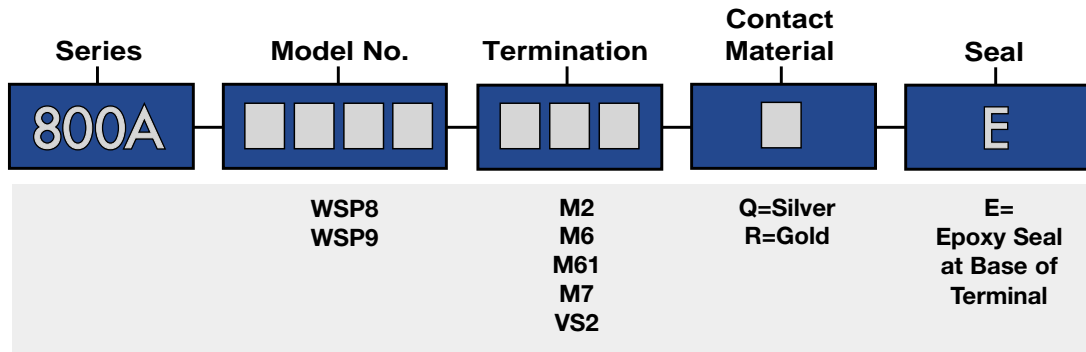 Series
Model No.
Termination
Contact
Material
Seal
800A
E
WSP8
WSP9
M2
M6
M61
M7
VS2
Q=Silver
R=Gold
E=
Epoxy Seal
at Base of
Terminal